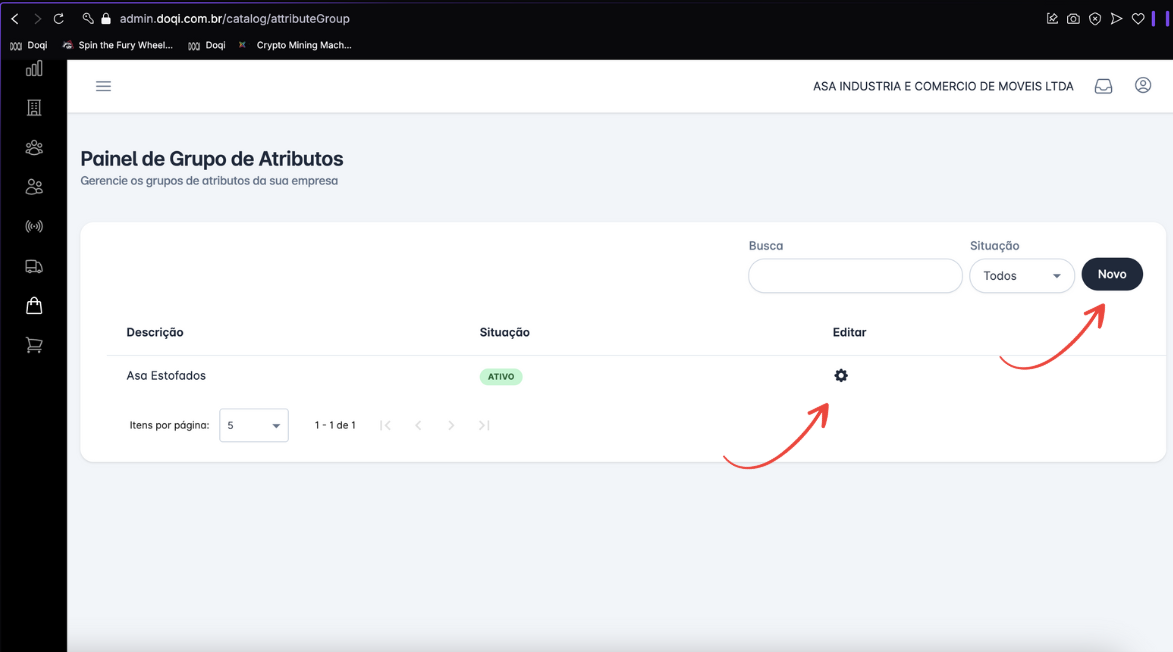 admin.doqi.com.br/catalog/attributeGroup
Doqi Spin the Fury Wheel... Doqi Crypto Mining Mach...
ASA INDUSTRIA E COMERCIO DE MOVEIS LTDA
Painel de Grupo de Atributos
Gerencie os grupos de atributos da sua empresa
Busca Situação
Todos Novo
Descrição Situação Editar
Asa Estofados ATIVO
Itens por página: 5 1 - 1 de 1